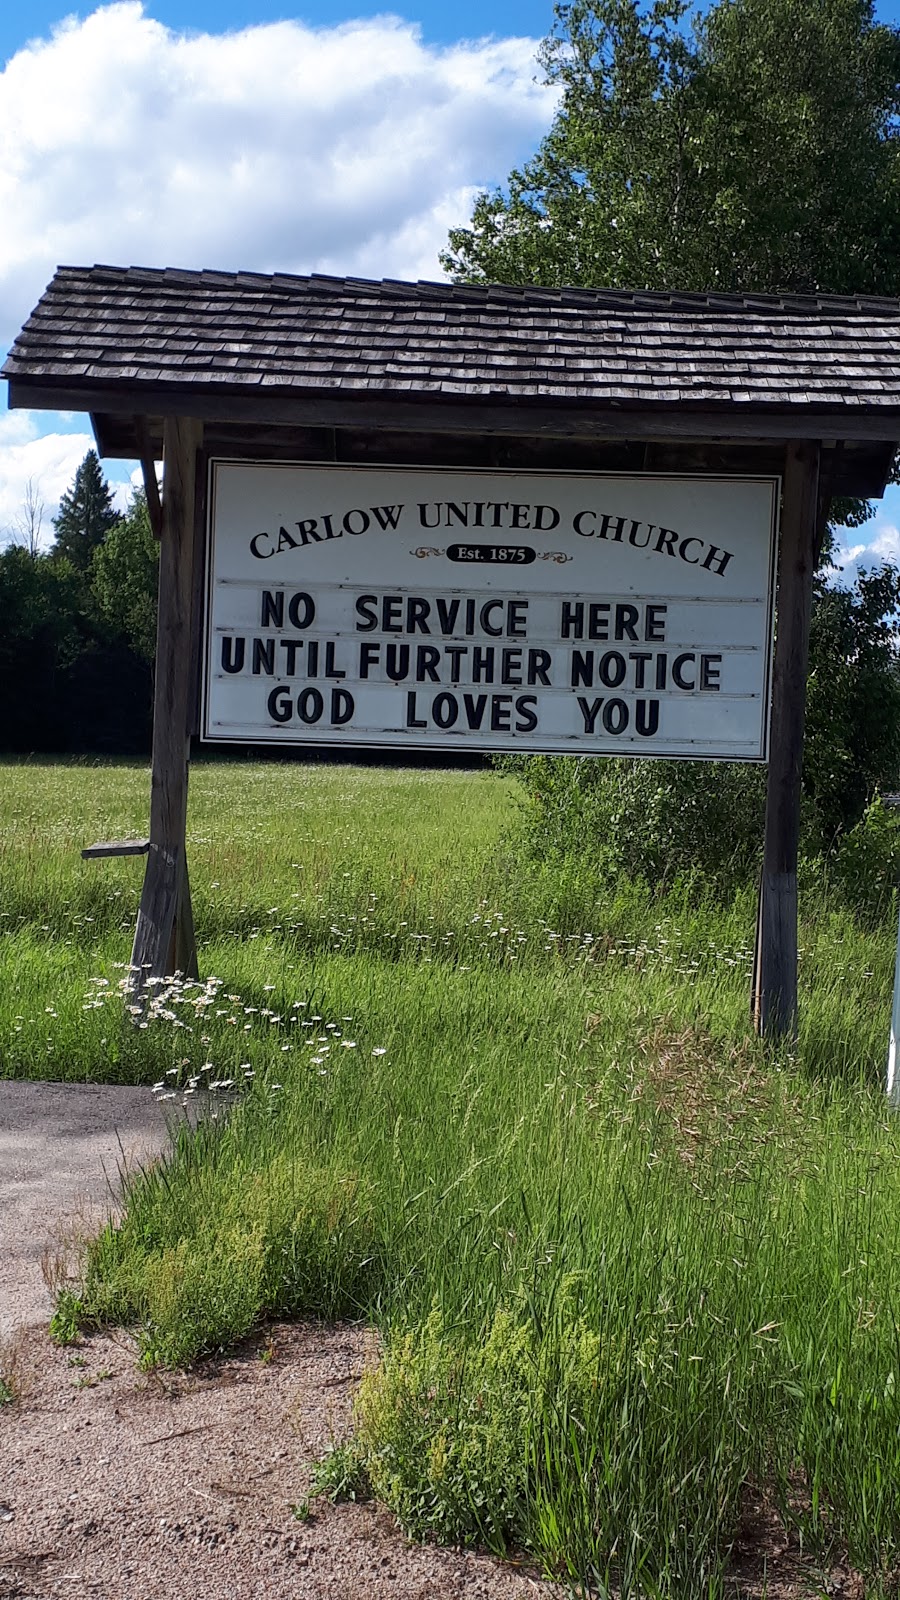 CARLOW UNITED CHURCH
Est. 1875
NO SERVICE HERE
UNTIL FURTHER NOTICE
GOD LOVES YOU